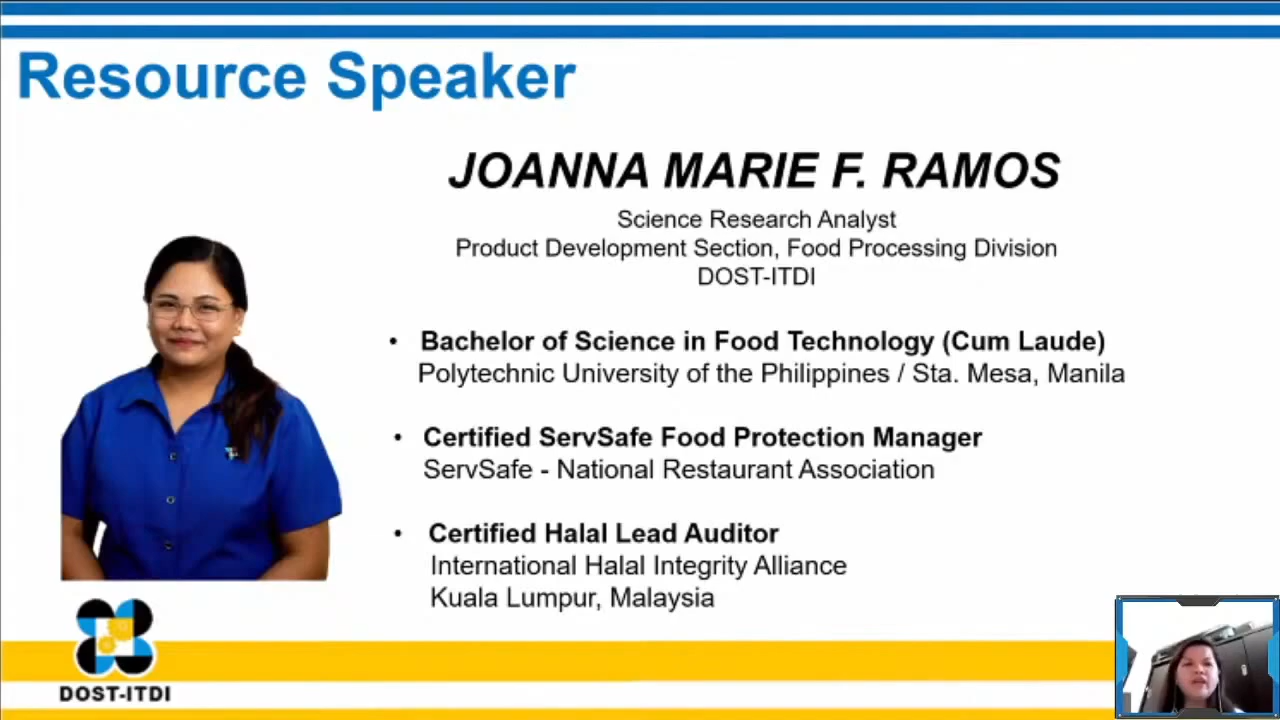 Resource Speaker
JOANNA MARIE F. RAMOS
Science Research Analyst
Product Development Section, Food Processing Division
DOST-ITDI
• Bachelor of Science in Food Technology (Cum Laude)
Polytechnic University of the Philippines / Sta. Mesa, Manila
• Certified ServSafe Food Protection Manager
ServSafe - National Restaurant Association
• Certified Halal Lead Auditor
International Halal Integrity Alliance
Kuala Lumpur, Malaysia
DOST-ITDI